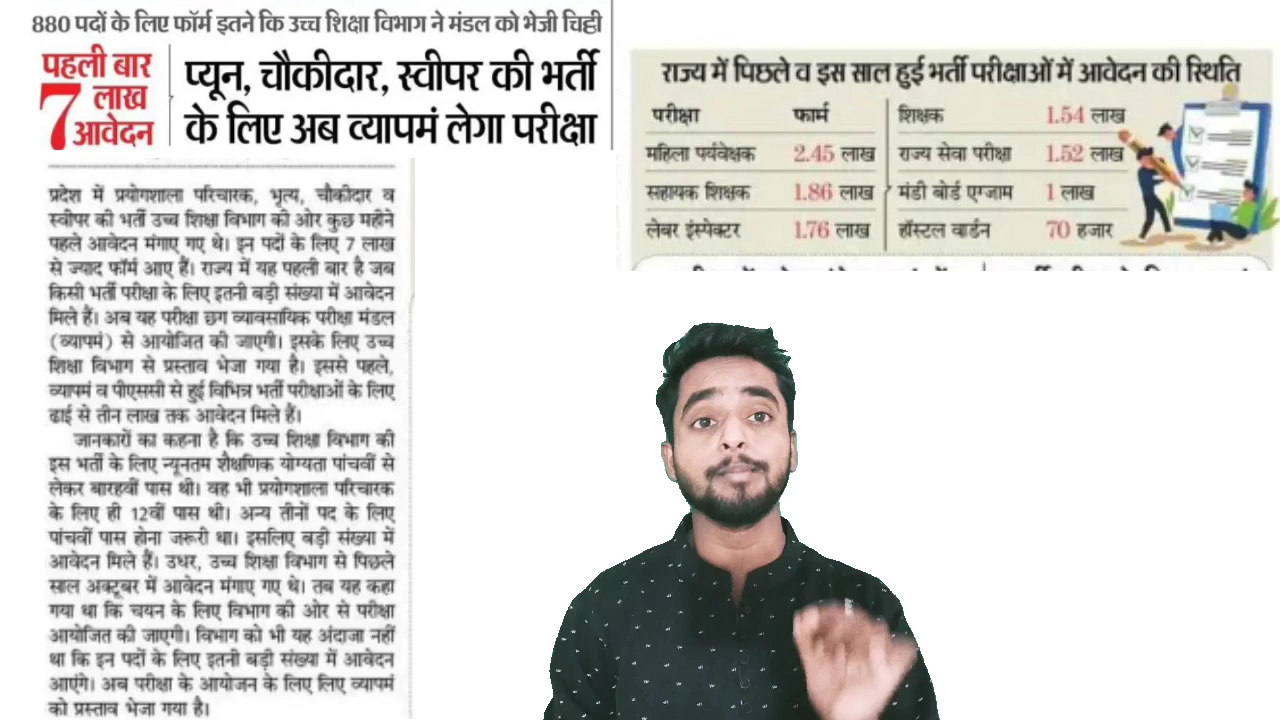 880 पदों के लिए फॉर्म इतने कि उच्च शिक्षा विभाग ने मंडल को भेजी चिट्ठी
पहली बार
7 लाख
आवेदन
प्यून, चौकीदार, स्वीपर की भर्ती
के लिए अब व्यापमं लेगा परीक्षा
प्रदेश में प्रयोगशाला परिचारक, भृत्य, चौकीदार व
स्वीपर की भर्ती उच्च शिक्षा विभाग की ओर कुछ महीने
पहले आवेदन मंगाए गए थे। इन पदों के लिए 7 लाख
से ज्याद फॉर्म आए हैं। राज्य में यह पहली बार है जब
किसी भर्ती परीक्षा के लिए इतनी बड़ी संख्या में आवेदन
मिले हैं। अब यह परीक्षा छग व्यावसायिक परीक्षा मंडल
(व्यापमं) से आयोजित की जाएगी। इसके लिए उच्च
शिक्षा विभाग से प्रस्ताव भेजा गया है। इससे पहले,
व्यापमं व पीएससी से हुई विभिन्न भर्ती परीक्षाओं के लिए
ढाई से तीन लाख तक आवेदन मिले हैं।
जानकारों का कहना है कि उच्च शिक्षा विभाग की
इस भर्ती के लिए न्यूनतम शैक्षणिक योग्यता पांचवीं से
लेकर बारहवीं पास थी। वह भी प्रयोगशाला परिचारक
के लिए ही 12वीं पास थी। अन्य तीनों पद के लिए
पांचवीं पास होना जरूरी था। इसलिए बड़ी संख्या में
आवेदन मिले हैं। उधर, उच्च शिक्षा विभाग से पिछले
साल अक्टूबर में आवेदन मंगाए गए थे। तब यह कहा
गया था कि चयन के लिए विभाग की ओर से परीक्षा
आयोजित की जाएगी। विभाग को भी यह अंदाजा नहीं
था कि इन पदों के लिए इतनी बड़ी संख्या में आवेदन
आएंगे। अब परीक्षा के आयोजन के लिए लिए व्यापमं
को प्रस्ताव भेजा गया है।
राज्य में पिछले व इस साल हुई भर्ती परीक्षाओं में आवेदन की स्थिति
परीक्षा फार्म
महिला पर्यवेक्षक 2.45 लाख
सहायक शिक्षक 1.86 लाख
लेबर इंस्पेक्टर 1.76 लाख
शिक्षक 1.54 लाख
राज्य सेवा परीक्षा 1.52 लाख
मंडी बोर्ड एग्जाम 1 लाख
हॉस्टल वार्डन 70 हजार